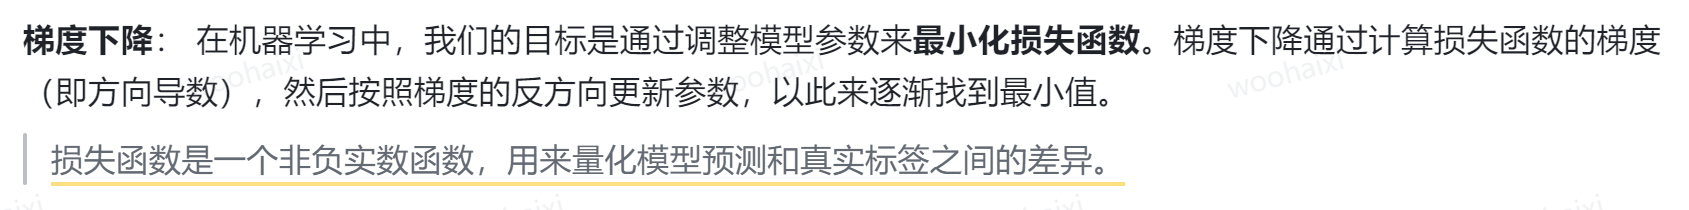 梯度下降： 在机器学习中，我们的目标是通过调整模型参数来最小化损失函数。梯度下降通过计算损失函数的梯度
（即方向导数），然后按照梯度的反方向更新参数，以此来逐渐找到最小值。
损失函数是一个非负实数函数，用来量化模型预测和真实标签之间的差异。
woohaixi
woohaixi
woohaixi